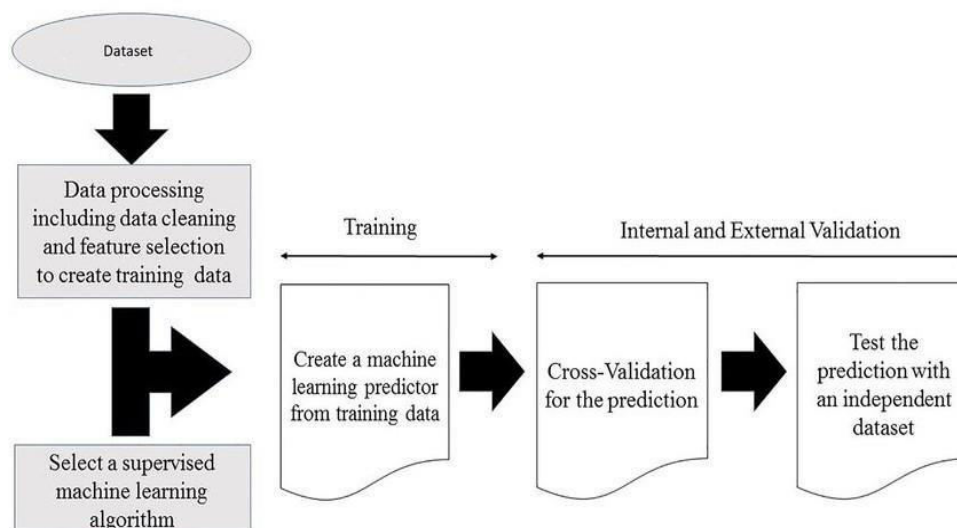 Dataset
Data processing
including data cleaning
and feature selection
to create training data
Select a supervised
machine learning
algorithm
Training
Create a machine
learning predictor
from training data
Internal and External Validation
Cross-Validation
for the prediction
Test the
prediction with
an independent
dataset